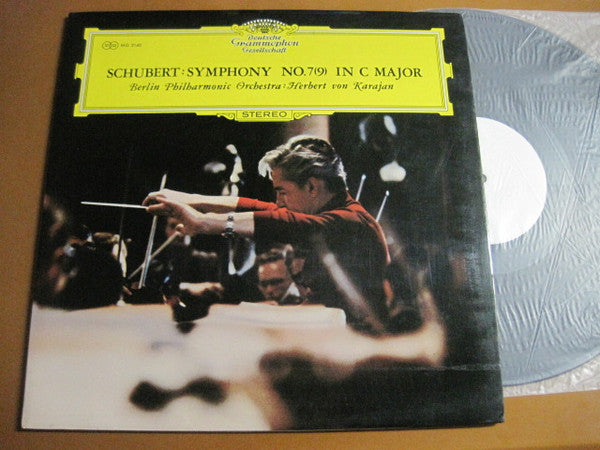 Deutsche
Grammophon
Gesellschaft
SCHUBERT: SYMPHONY NO.7(9) IN C MAJOR
Berlin Philharmonic Orchestra: Herbert von Karajan
STEREO